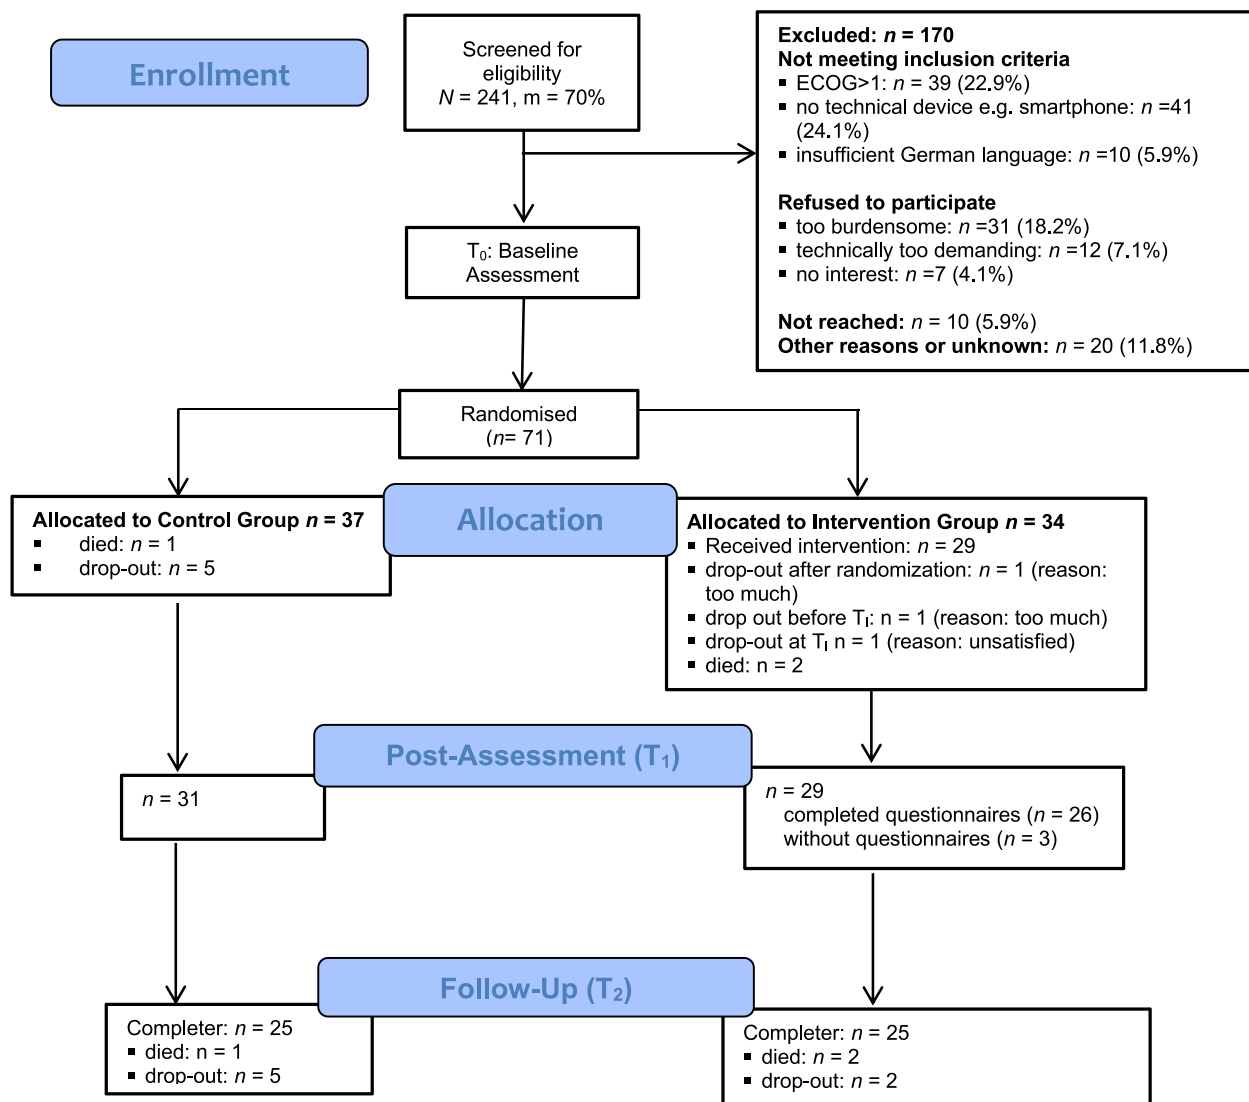 Enrollment
Screened for
eligibility
N = 241, m = 70%
Excluded: n = 170
Not meeting inclusion criteria
▪ ECOG>1: n = 39 (22.9%)
▪ no technical device e.g. smartphone: n =41
(24.1%)
▪ insufficient German language: n =10 (5.9%)
Refused to participate
▪ too burdensome: n =31 (18.2%)
▪ technically too demanding: n =12 (7.1%)
▪ no interest: n =7 (4.1%)
Not reached: n = 10 (5.9%)
Other reasons or unknown: n = 20 (11.8%)
T₀: Baseline
Assessment
Randomised
(n= 71)
Allocation
Allocated to Control Group n = 37
▪ died: n = 1
▪ drop-out: n = 5
Allocated to Intervention Group n = 34
▪ Received intervention: n = 29
▪ drop-out after randomization: n = 1 (reason:
too much)
▪ drop out before Tₗ: n = 1 (reason: too much)
▪ drop-out at Tₗ n = 1 (reason: unsatisfied)
▪ died: n = 2
Post-Assessment (T₁)
n = 31
n = 29
completed questionnaires (n = 26)
without questionnaires (n = 3)
Follow-Up (T₂)
Completer: n = 25
▪ died: n = 1
▪ drop-out: n = 5
Completer: n = 25
▪ died: n = 2
▪ drop-out: n = 2